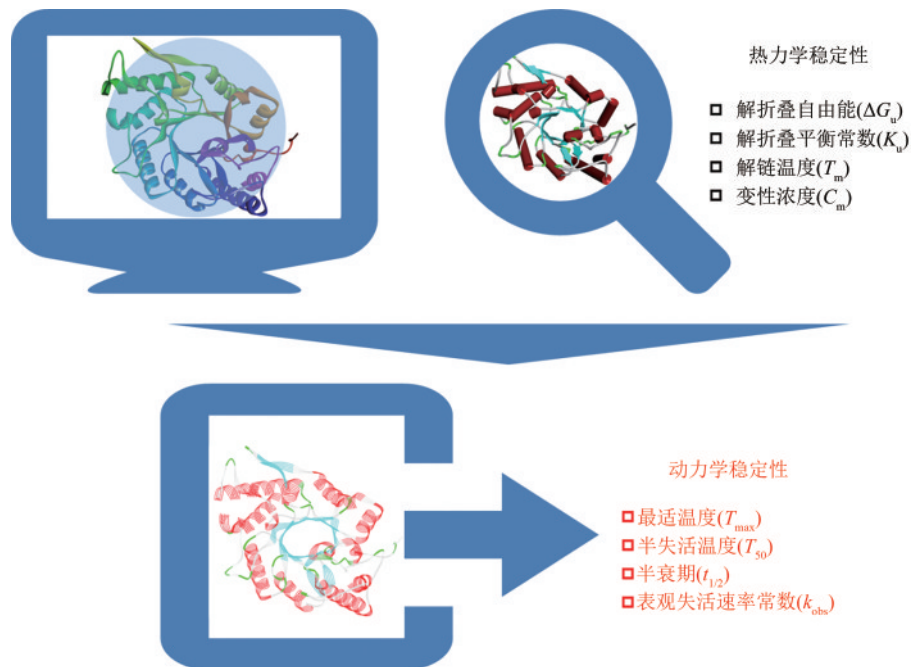 热力学稳定性
解折叠自由能(ΔGu)
解折叠平衡常数(Ku)
解链温度(Tm)
变性浓度(Cm)
动力学稳定性
最适温度(Tmax)
半失活温度(T50)
半衰期(t1/2)
表观失活速率常数(kobs)